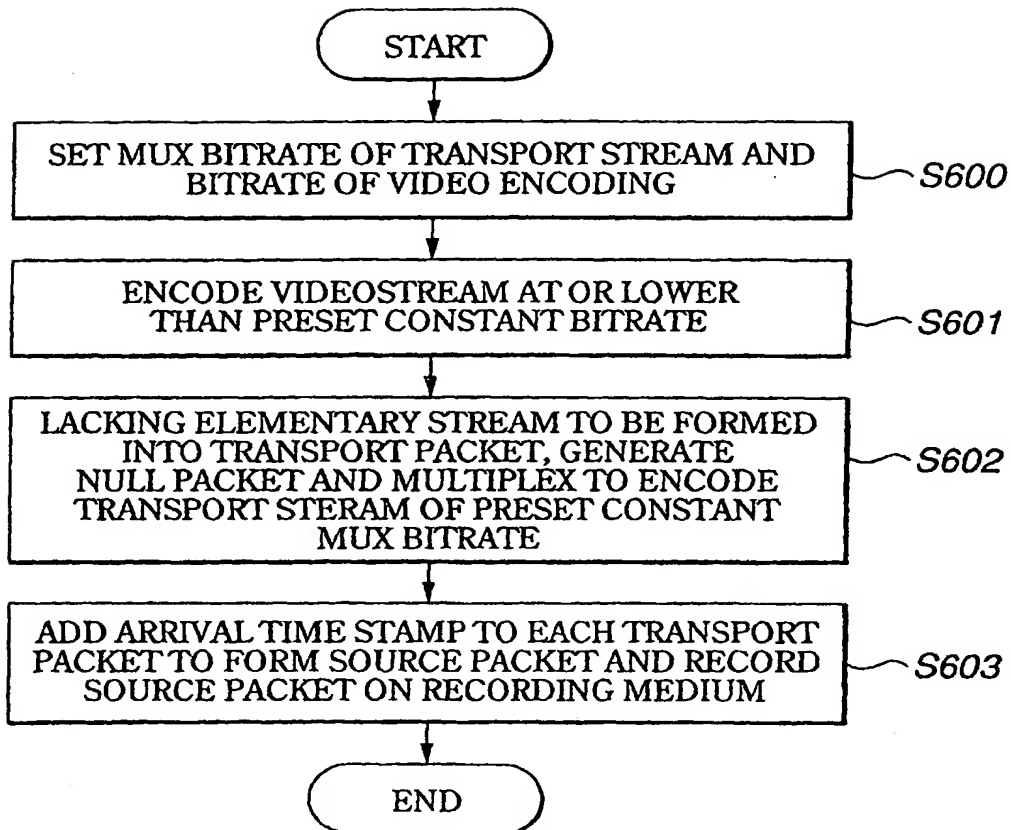 START
SET MUX BITRATE OF TRANSPORT STREAM AND
BITRATE OF VIDEO ENCODING
S600
ENCODE VIDEOSTREAM AT OR LOWER
THAN PRESET CONSTANT BITRATE
S601
LACKING ELEMENTARY STREAM TO BE FORMED
INTO TRANSPORT PACKET, GENERATE
NULL PACKET AND MULTIPLEX TO ENCODE
TRANSPORT STERAM OF PRESET CONSTANT
MUX BITRATE
S602
ADD ARRIVAL TIME STAMP TO EACH TRANSPORT
PACKET TO FORM SOURCE PACKET AND RECORD
SOURCE PACKET ON RECORDING MEDIUM
S603
END